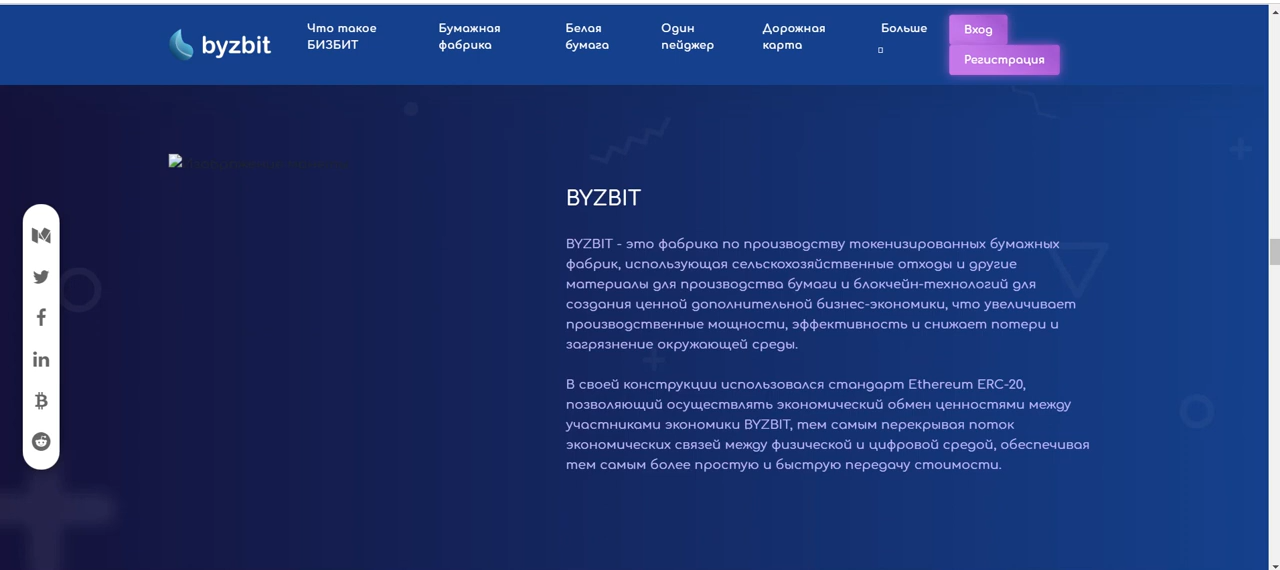 byzbit
Что такое
БИЗБИТ
Бумажная
фабрика
Белая
бумага
Один
пейджер
Дорожная
карта
Больше
Вход
Регистрация
BYZBIT
BYZBIT - это фабрика по производству токенизированных бумажных
фабрик, использующая сельскохозяйственные отходы и другие
материалы для производства бумаги и блокчейн-технологий для
создания ценной дополнительной бизнес-экономики, что увеличивает
производственные мощности, эффективность и снижает потери и
загрязнение окружающей среды.
В своей конструкции использовался стандарт Ethereum ERC-20,
позволяющий осуществлять экономический обмен ценностями между
участниками экономики BYZBIT, тем самым перекрывая поток
экономических связей между физической и цифровой средой, обеспечивая
тем самым более простую и быструю передачу стоимости.